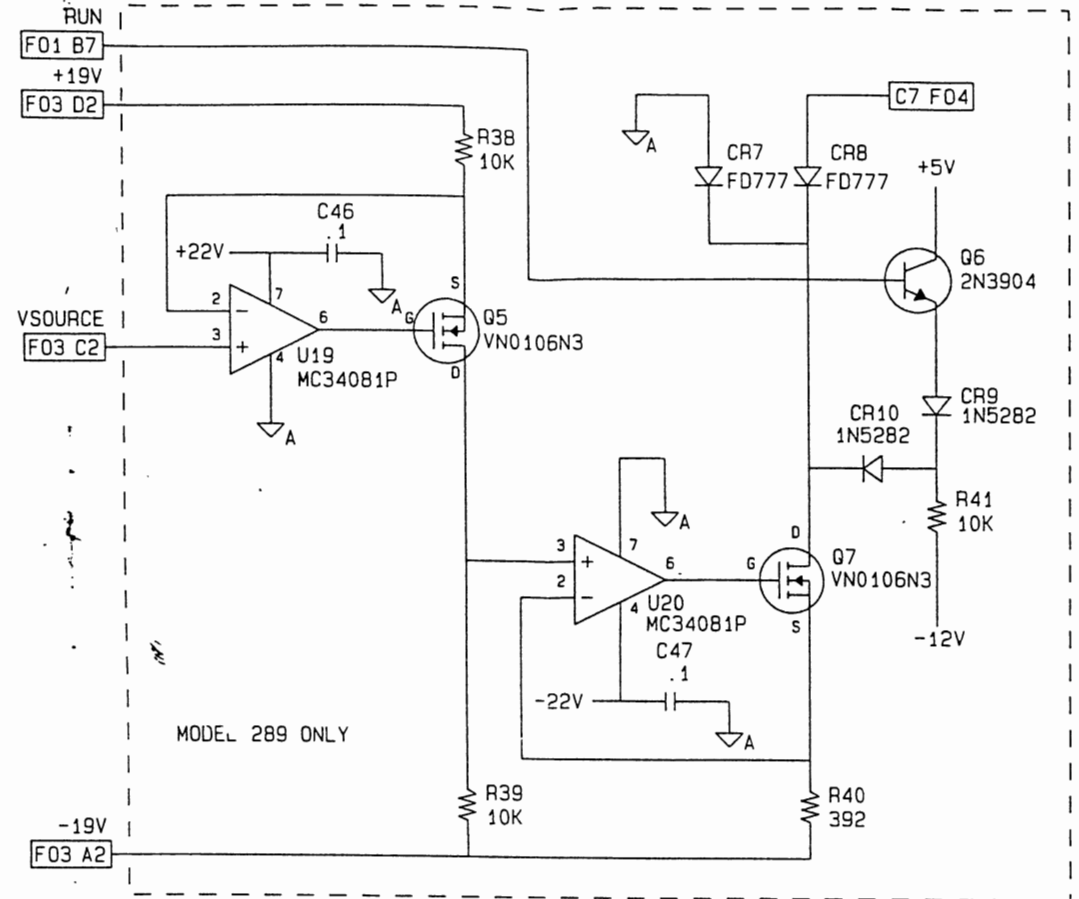 RUN
F01 B7
+19V
F03 D2
R38
10K
C46
.1
+22V
A
2
7
3
6
4
VSOURCE
F03 C2
U19
MC34081P
A
S
G
D
Q5
VN0106N3
A
CR7
FD777
CR8
FD777
C7 F04
+5V
Q6
2N3904
CR9
1N5282
CR10
1N5282
R41
10K
-12V
A
3
7
2
6
4
U20
MC34081P
D
G
S
Q7
VN0106N3
C47
.1
-22V
A
MODEL 289 ONLY
R39
10K
R40
392
-19V
F03 A2